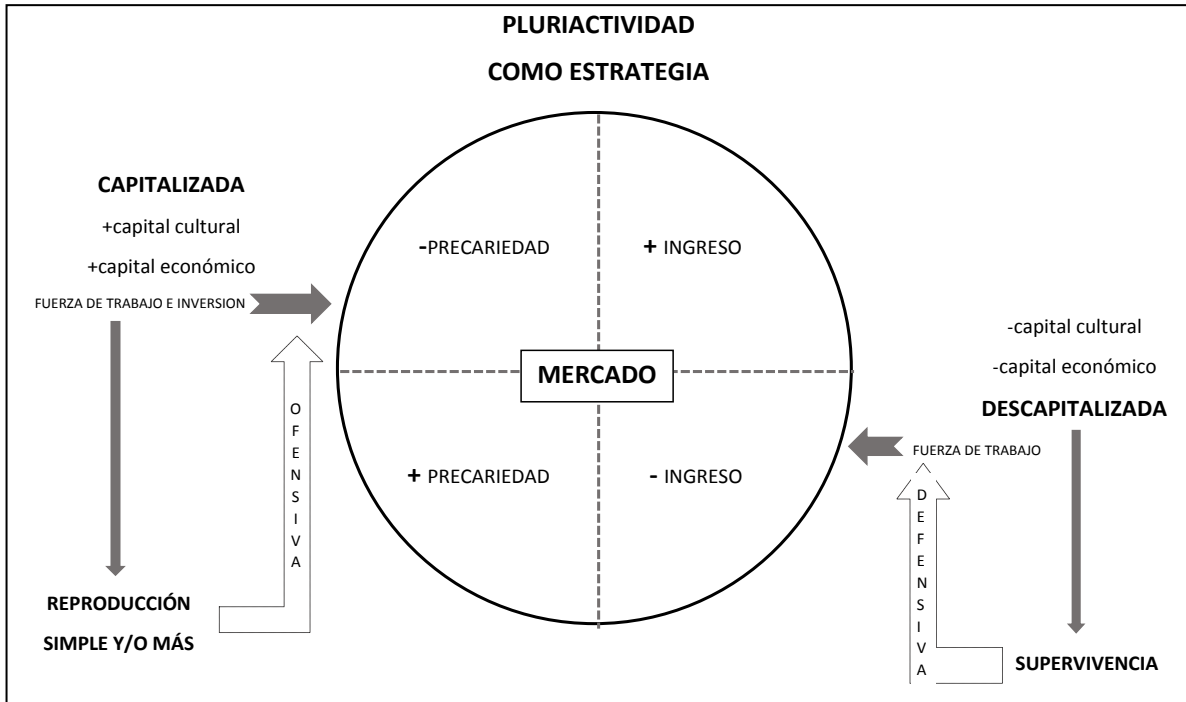 PLURIACTIVIDAD
COMO ESTRATEGIA
CAPITALIZADA
+capital cultural
+capital económico
FUERZA DE TRABAJO E INVERSION
OFENSIVA
REPRODUCCIÓN
SIMPLE Y/O MÁS
-PRECARIEDAD
+ INGRESO
MERCADO
+ PRECARIEDAD
- INGRESO
-capital cultural
-capital económico
DESCAPITALIZADA
FUERZA DE TRABAJO
DEFENSIVA
SUPERVIVENCIA